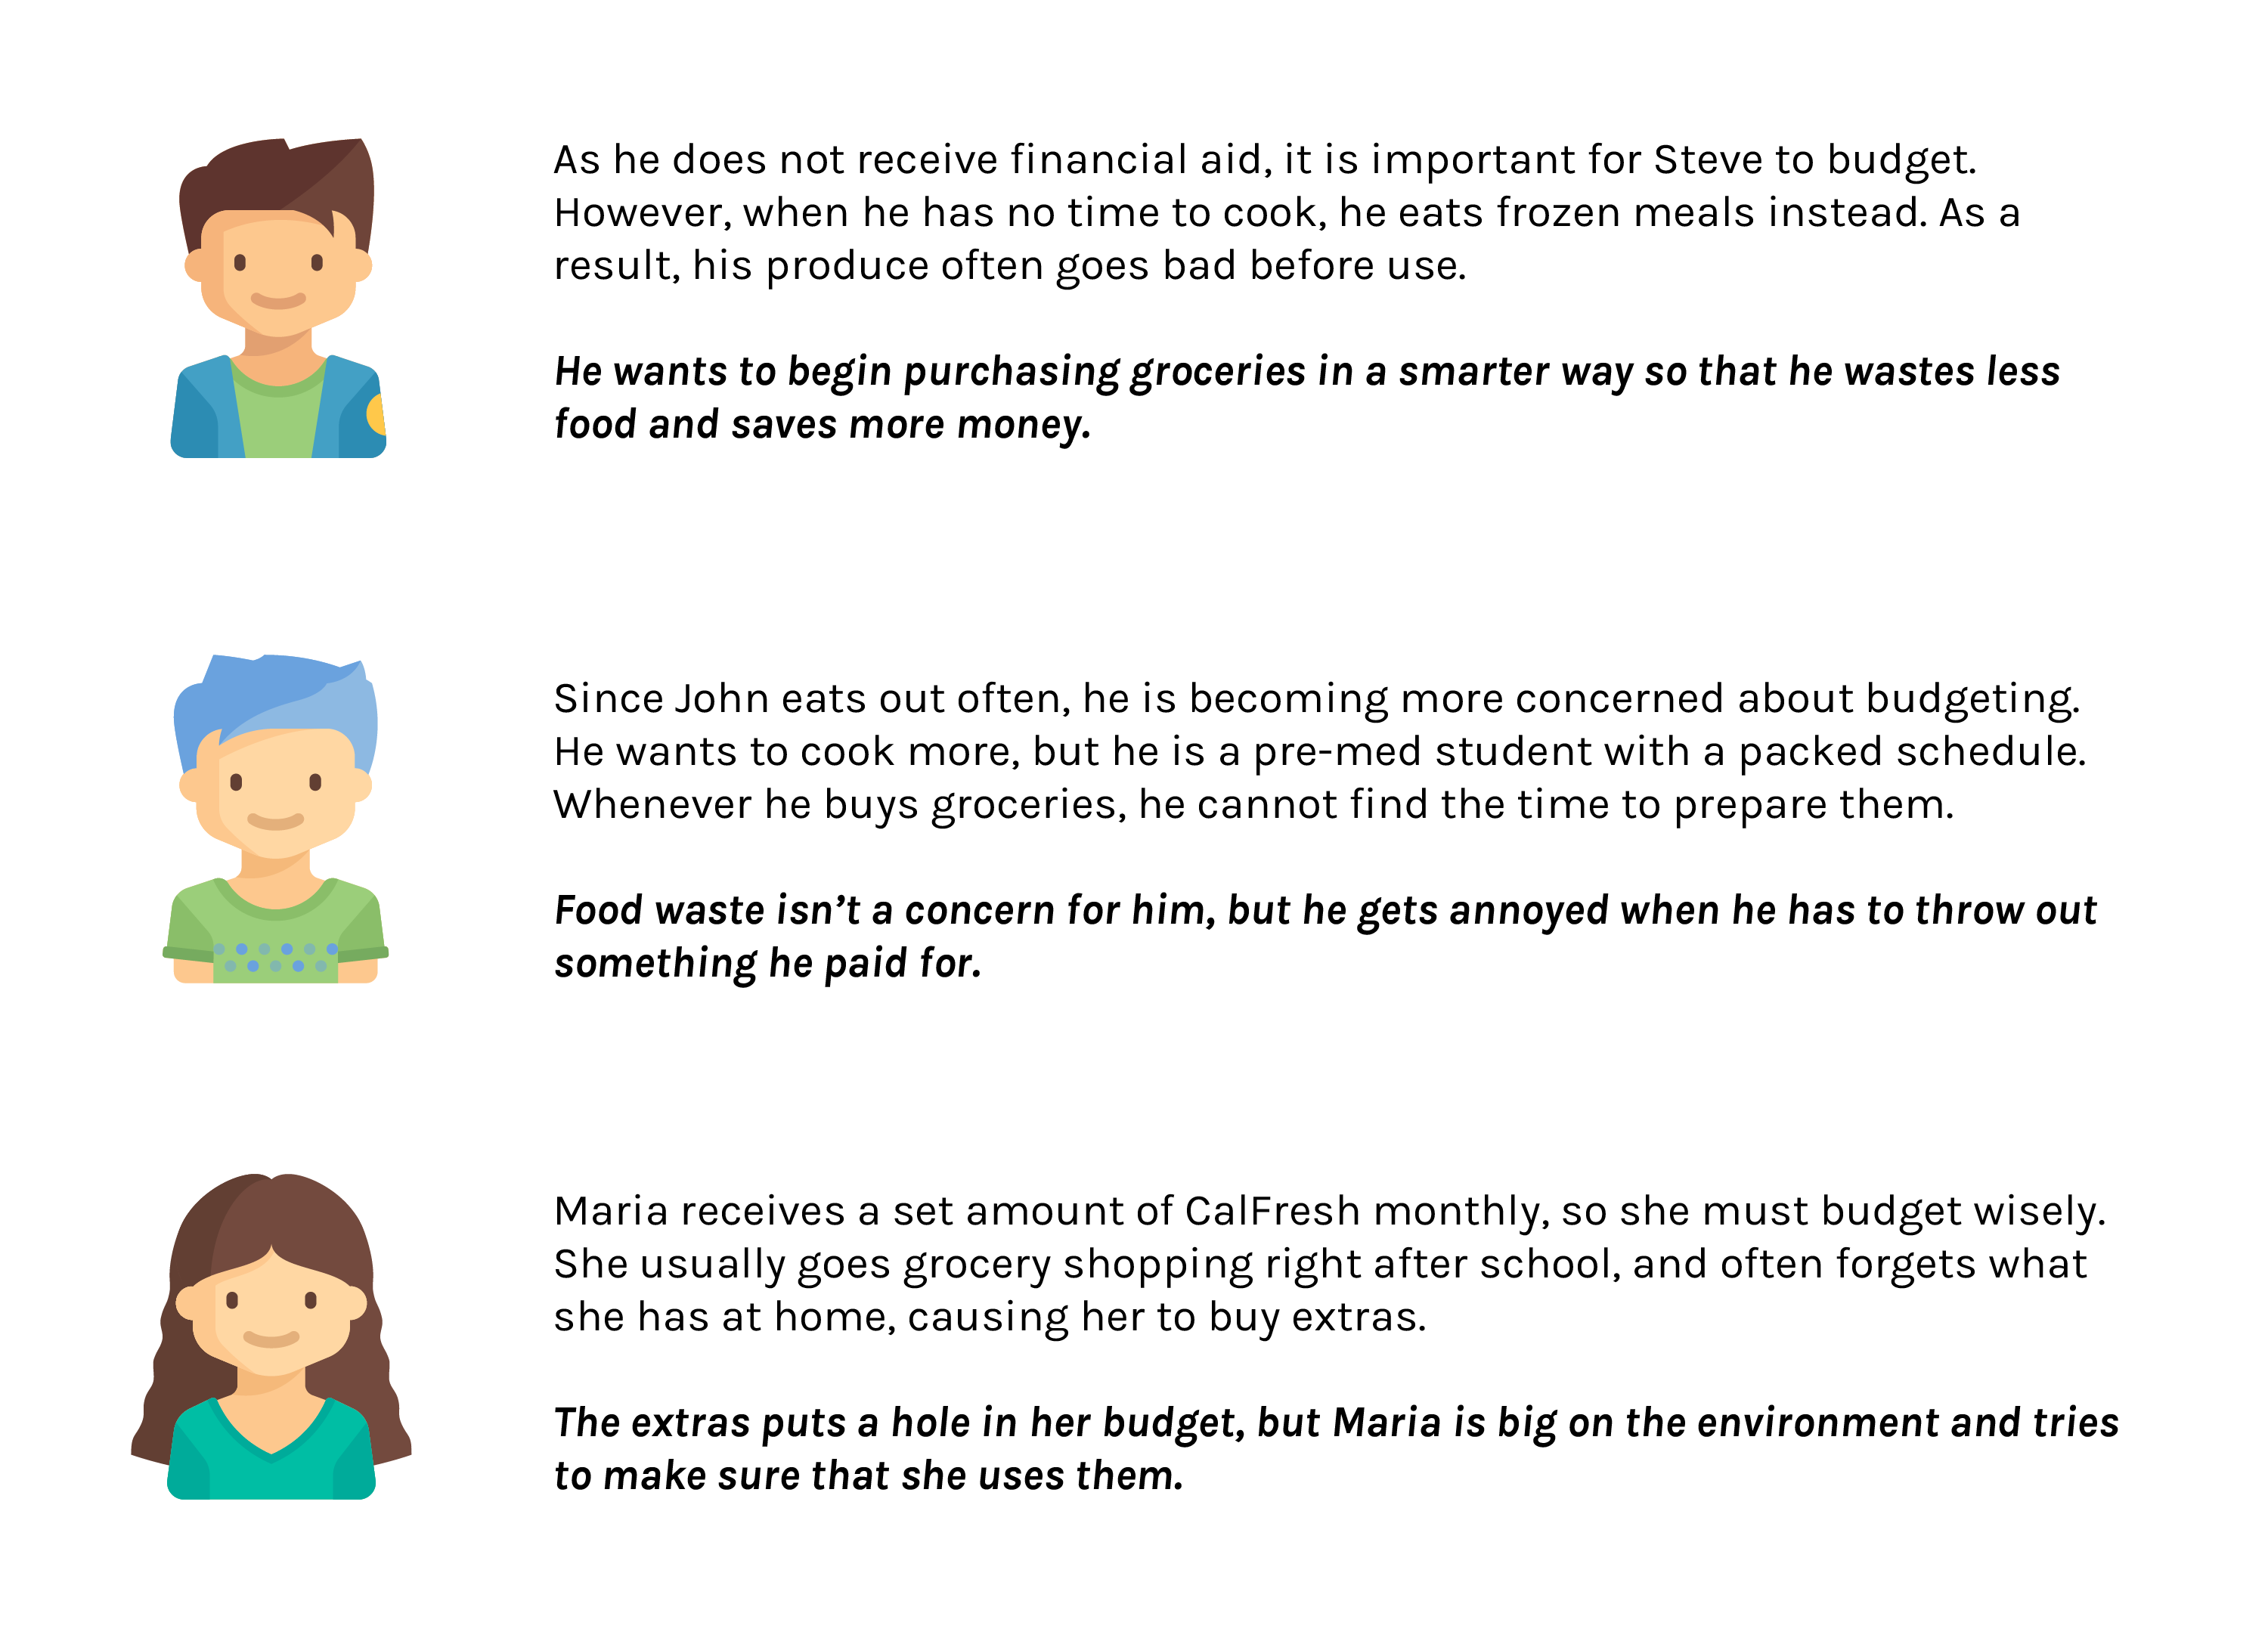 As he does not receive financial aid, it is important for Steve to budget.
However, when he has no time to cook, he eats frozen meals instead. As a
result, his produce often goes bad before use.
He wants to begin purchasing groceries in a smarter way so that he wastes less
food and saves more money.
Since John eats out often, he is becoming more concerned about budgeting.
He wants to cook more, but he is a pre-med student with a packed schedule.
Whenever he buys groceries, he cannot find the time to prepare them.
Food waste isn’t a concern for him, but he gets annoyed when he has to throw out
something he paid for.
Maria receives a set amount of CalFresh monthly, so she must budget wisely.
She usually goes grocery shopping right after school, and often forgets what
she has at home, causing her to buy extras.
The extras puts a hole in her budget, but Maria is big on the environment and tries
to make sure that she uses them.